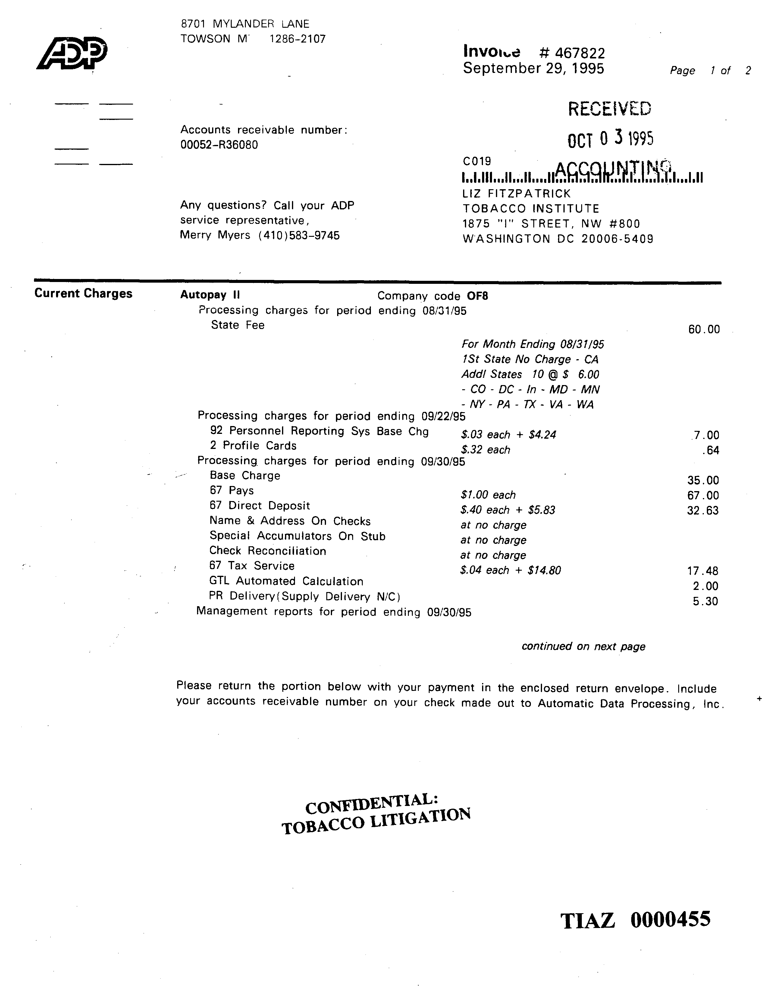 ADP
8701 MYLANDER LANE
TOWSON M 1286-2107
Invoice # 467822
September 29, 1995
Page 1 of 2
RECEIVED
OCT 0 3 1995
ACCOUNTING
Accounts receivable number:
00052-R36080
C019
LIZ FITZPATRICK
TOBACCO INSTITUTE
1875 "I" STREET, NW #800
WASHINGTON DC 20006-5409
Any questions? Call your ADP
service representative,
Merry Myers (410)583-9745
Current Charges Autopay II Company code OF8
Processing charges for period ending 08/31/95
State Fee 60.00
For Month Ending 08/31/95
1St State No Charge - CA
Addl States 10 @ $ 6.00
- CO - DC - In - MD - MN
- NY - PA - TX - VA - WA
Processing charges for period ending 09/22/95
92 Personnel Reporting Sys Base Chg $.03 each + $4.24 7.00
2 Profile Cards $.32 each .64
Processing charges for period ending 09/30/95
Base Charge 35.00
67 Pays $1.00 each 67.00
67 Direct Deposit $.40 each + $5.83 32.63
Name & Address On Checks at no charge
Special Accumulators On Stub at no charge
Check Reconciliation at no charge
67 Tax Service $.04 each + $14.80 17.48
GTL Automated Calculation 2.00
PR Delivery(Supply Delivery N/C) 5.30
Management reports for period ending 09/30/95
continued on next page
Please return the portion below with your payment in the enclosed return envelope. Include
your accounts receivable number on your check made out to Automatic Data Processing, Inc.
+
CONFIDENTIAL:
TOBACCO LITIGATION
TIAZ 0000455